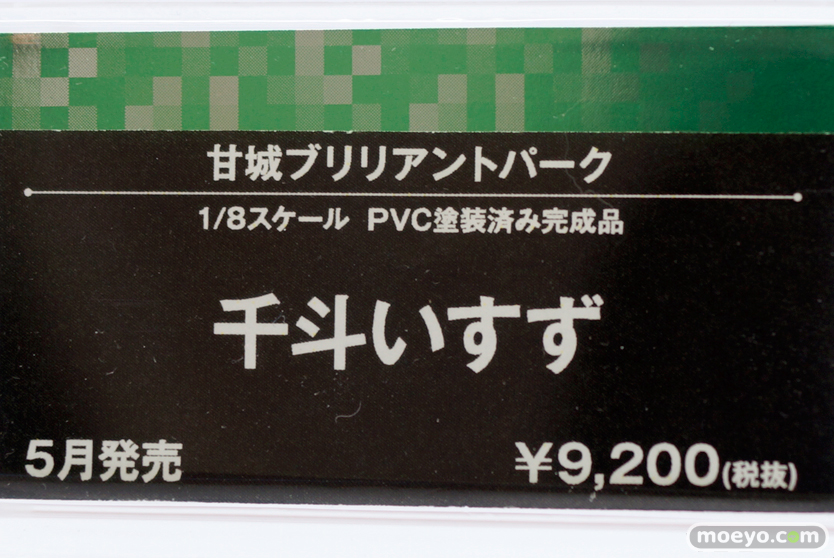 甘城ブリリアントパーク
1/8スケール PVC塗装済み完成品
千斗いすず
5月発売
¥9,200(税抜)
moeyo.com